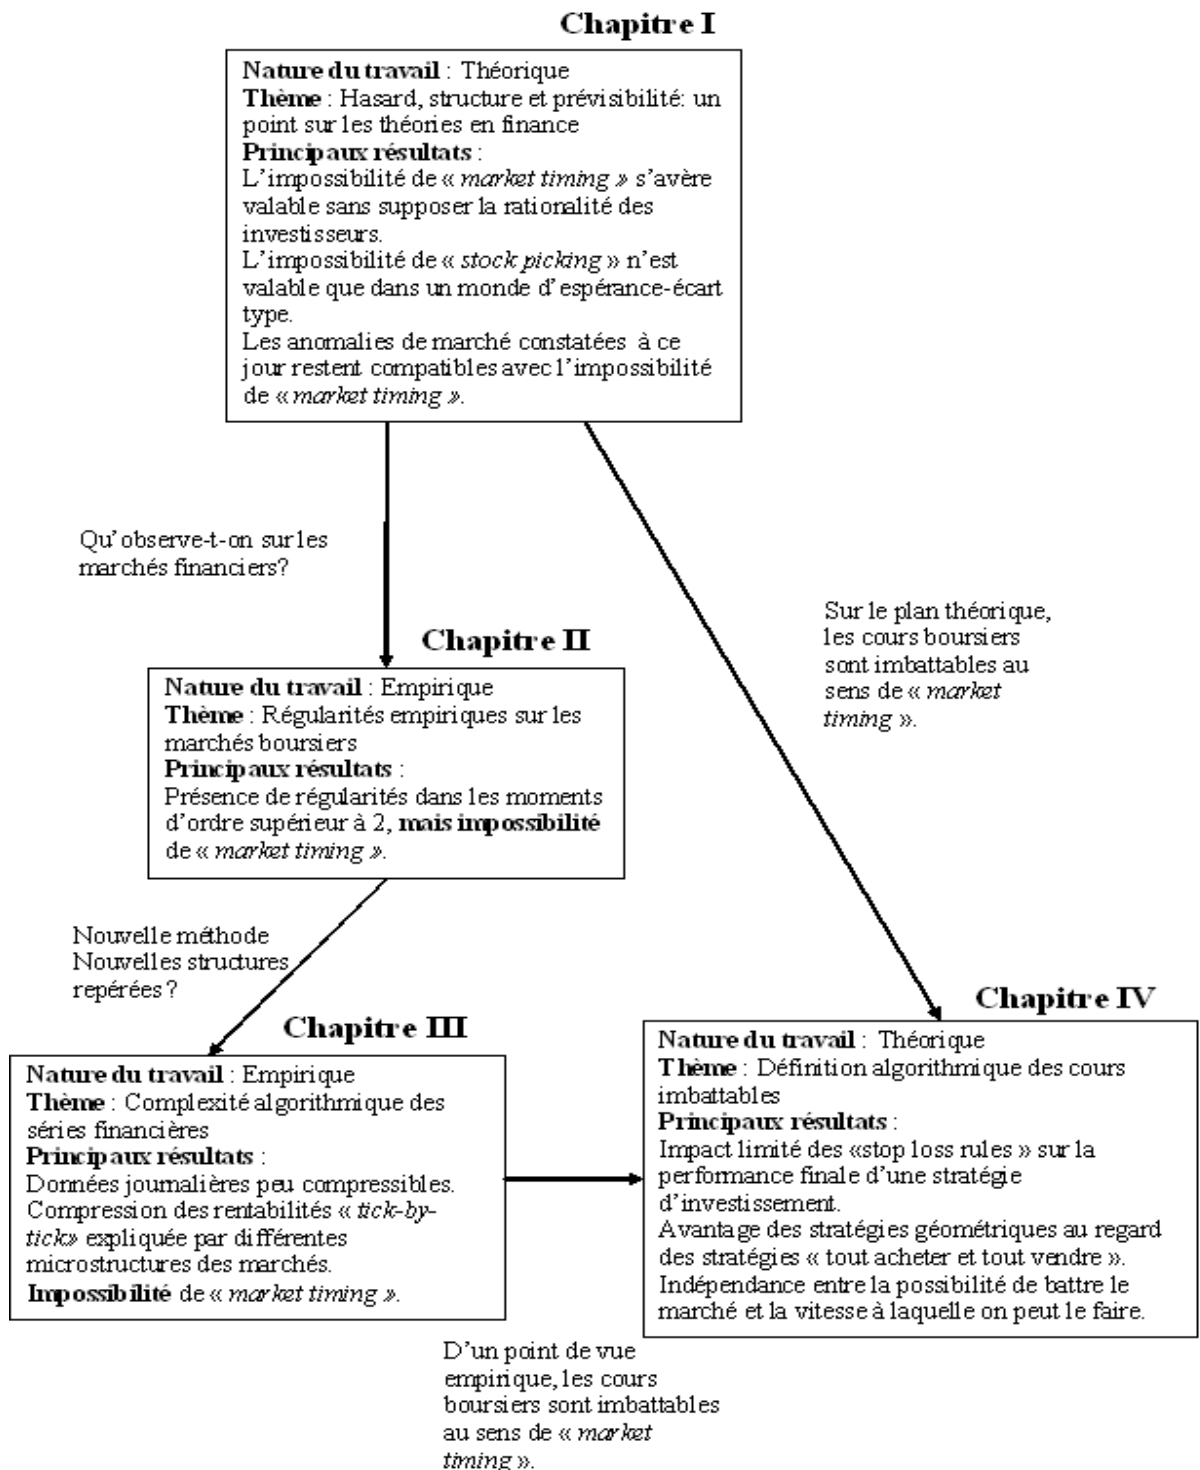 Chapitre I
Nature du travail : Théorique
Thème : Hasard, structure et prévisibilité: un
point sur les théories en finance
Principaux résultats :
L'impossibilité de « market timing » s'avère
valable sans supposer la rationalité des
investisseurs.
L'impossibilité de « stock picking » n'est
valable que dans un monde d'espérance-écart
type.
Les anomalies de marché constatées à ce
jour restent compatibles avec l'impossibilité
de « market timing ».
Qu'observe-t-on sur les
marchés financiers?
Sur le plan théorique,
les cours boursiers
sont imbattables au
sens de « market
timing ».
Chapitre II
Nature du travail : Empirique
Thème : Régularités empiriques sur les
marchés boursiers
Principaux résultats :
Présence de régularités dans les moments
d'ordre supérieur à 2, mais impossibilité
de « market timing ».
Nouvelle méthode
Nouvelles structures
repérées ?
Chapitre III
Nature du travail : Empirique
Thème : Complexité algorithmique des
séries financières
Principaux résultats :
Données journalières peu compressibles.
Compression des rentabilités « tick-by-
tick» expliquée par différentes
microstructures des marchés.
Impossibilité de « market timing ».
Chapitre IV
Nature du travail : Théorique
Thème : Définition algorithmique des cours
imbattables
Principaux résultats :
Impact limité des «stop loss rules » sur la
performance finale d'une stratégie
d'investissement.
Avantage des stratégies géométriques au regard
des stratégies « tout acheter et tout vendre ».
Indépendance entre la possibilité de battre le
marché et la vitesse à laquelle on peut le faire.
D'un point de vue
empirique, les cours
boursiers sont imbattables
au sens de « market
timing ».